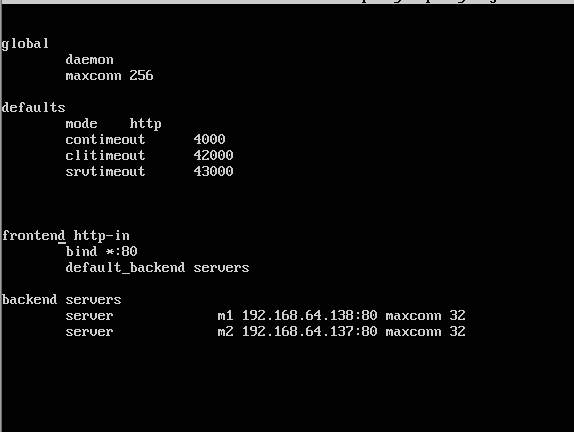 global
daemon
maxconn 256
defaults
mode http
contimeout 4000
clitimeout 42000
srvtimeout 43000
frontend http-in
bind *:80
default_backend servers
backend servers
server m1 192.168.64.138:80 maxconn 32
server m2 192.168.64.137:80 maxconn 32